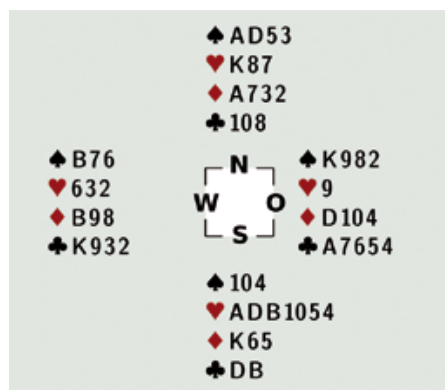 ♠ AD53
♥ K87
♦ A732
♣ 108
♠ B76
♥ 632
♦ B98
♣ K932
N
W O
S
♠ K982
♥ 9
♦ D104
♣ A7654
♠ 104
♥ ADB1054
♦ K65
♣ DB